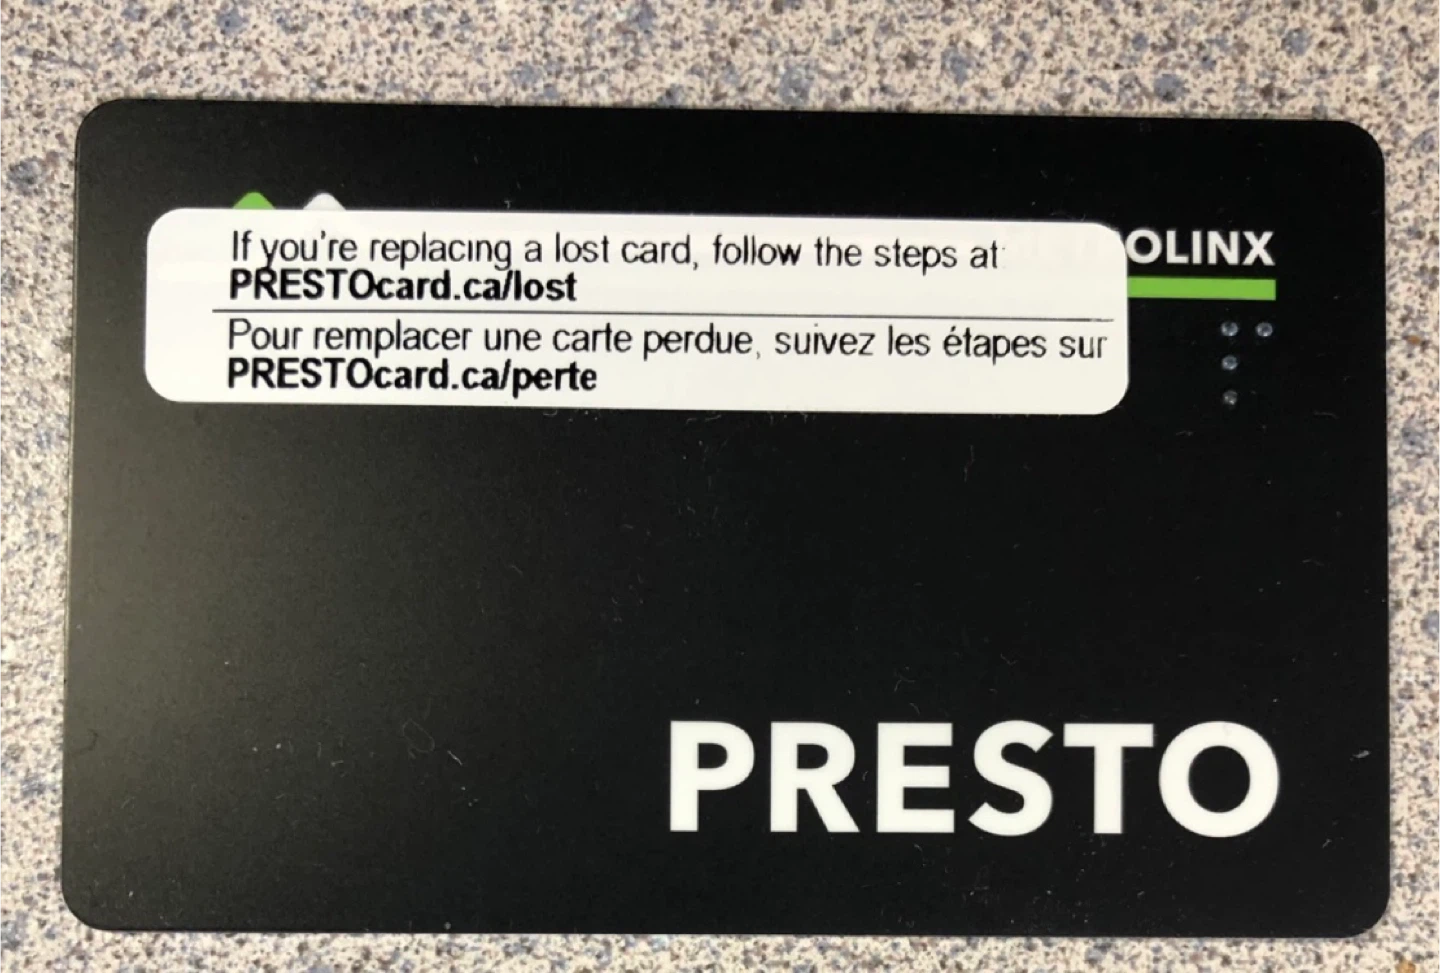 If you're replacing a lost card, follow the steps at:
PRESTOcard.ca/lost
Pour remplacer une carte perdue, suivez les étapes sur
PRESTOcard.ca/perte
OLINX
PRESTO